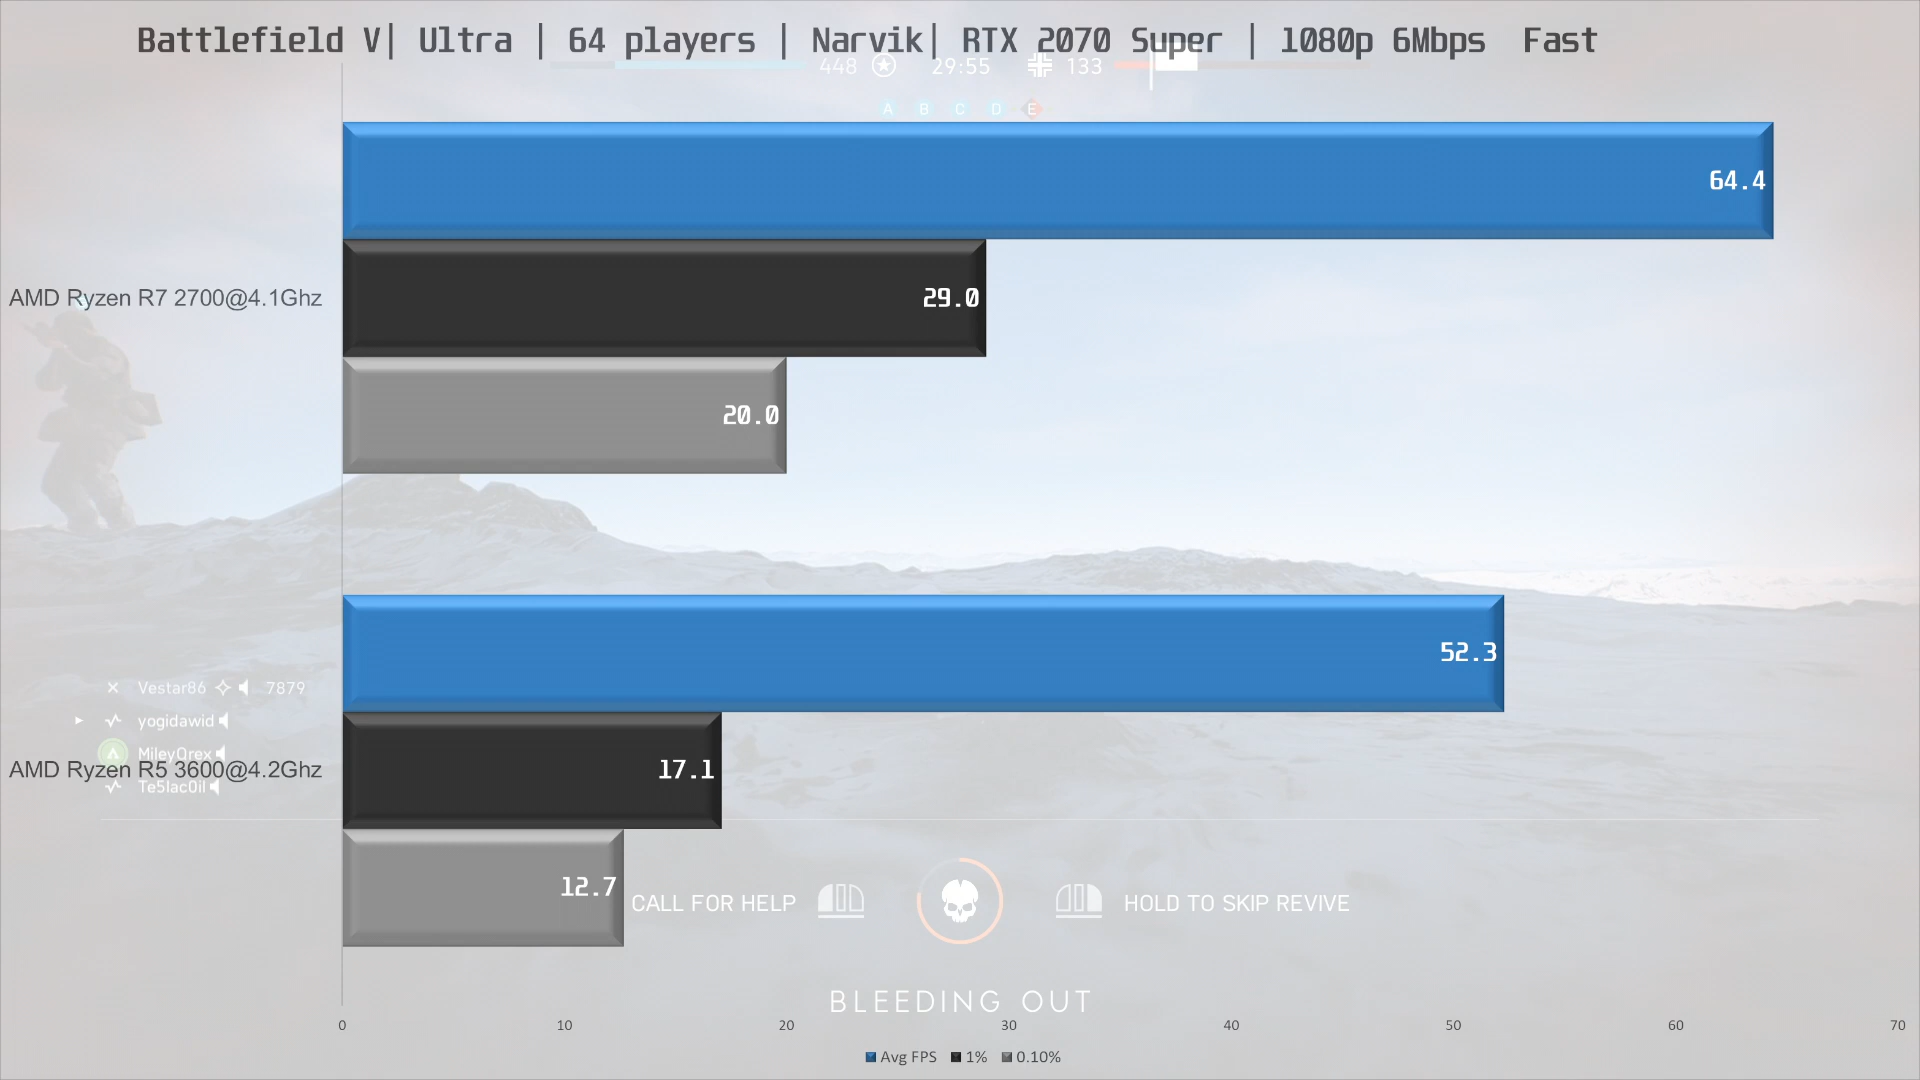 Battlefield V| Ultra | 64 players | Narvik| RTX 2070 Super | 1080p 6Mbps Fast
448 29:55 133
A B C D E
64.4
AMD Ryzen R7 2700@4.1Ghz
29.0
20.0
52.3
Vestar86 7879
yogidawid
MileyOrex
AMD Ryzen R5 3600@4.2Ghz
17.1
Te5lac0il
12.7
CALL FOR HELP
HOLD TO SKIP REVIVE
BLEEDING OUT
0 10 20 30 40 50 60 70
Avg FPS 1% 0.10%